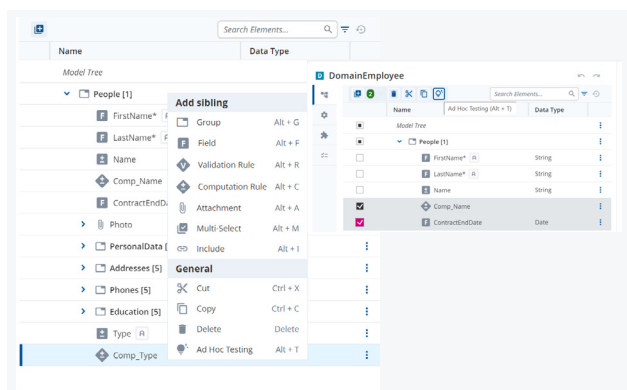 Search Elements...
Name Data Type
Model Tree
People [1]
F FirstName* A
F LastName*
Name
Comp_Name
F ContractEndDa
Photo
PersonalData [
Addresses [5]
Phones [5]
Education [5]
Type A
Comp_Type
Add sibling
Group Alt + G
F Field Alt + F
V Validation Rule Alt + R
Computation Rule Alt + C
Attachment Alt + A
Multi-Select Alt + M
Include Alt + I
General
Cut Ctrl + X
Copy Ctrl + C
Delete Delete
Ad Hoc Testing Alt + T
D DomainEmployee
2 Search Elements...
Name Ad Hoc Testing (Alt + T) Data Type
Model Tree
People [1]
F FirstName* A String
F LastName* A String
Name String
Comp_Name
F ContractEndDate Date